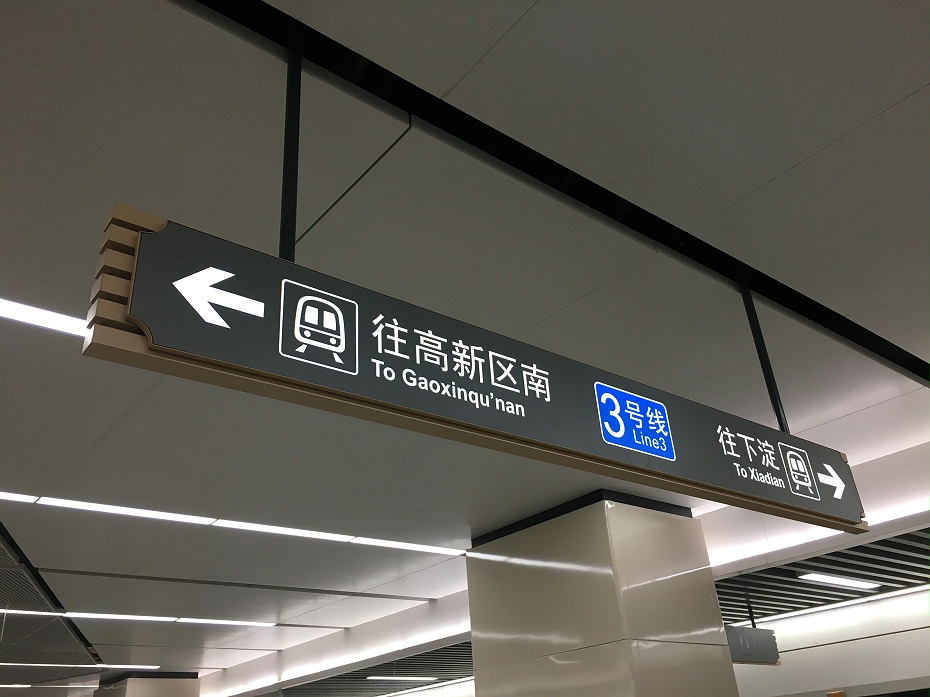 往高新区南
To Gaoxinqu'nan
3号线
Line3
往下淀
To Xiadian